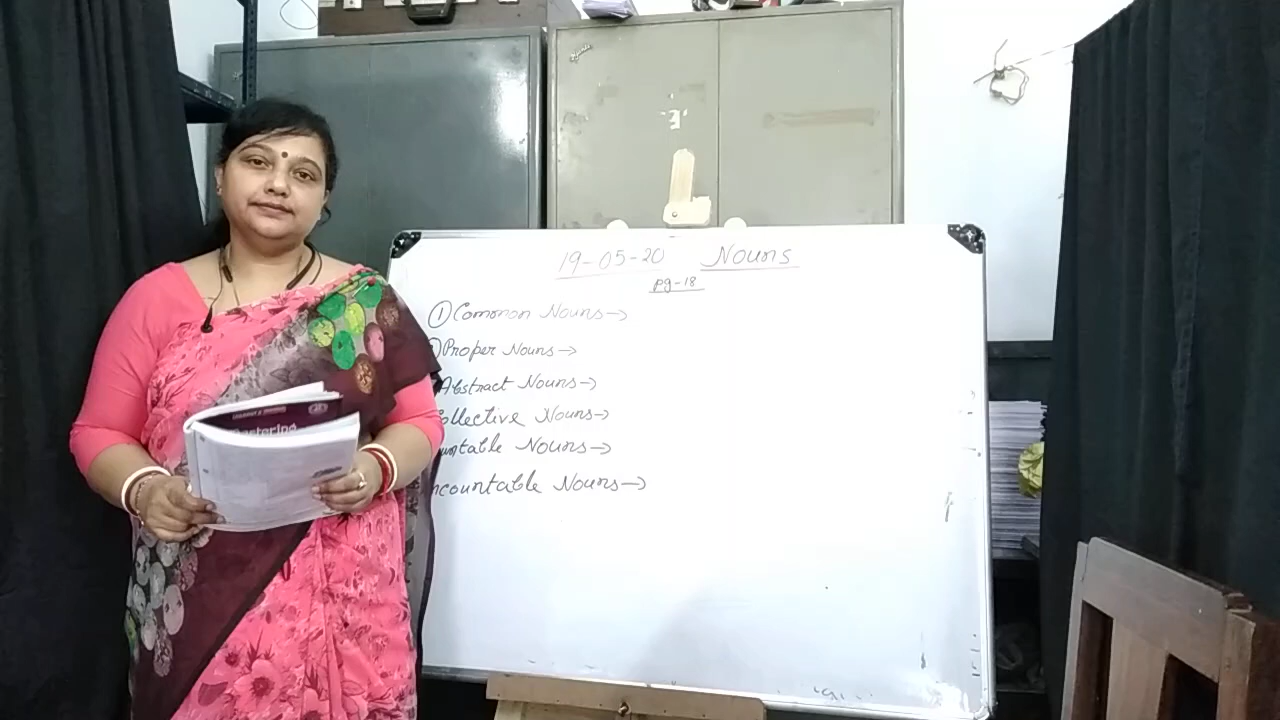 19-05-20 Nouns
pg-18
① Common Nouns→
Proper Nouns→
Abstract Nouns→
ollective Nouns→
untable Nouns→
ncountable Nouns→
astering